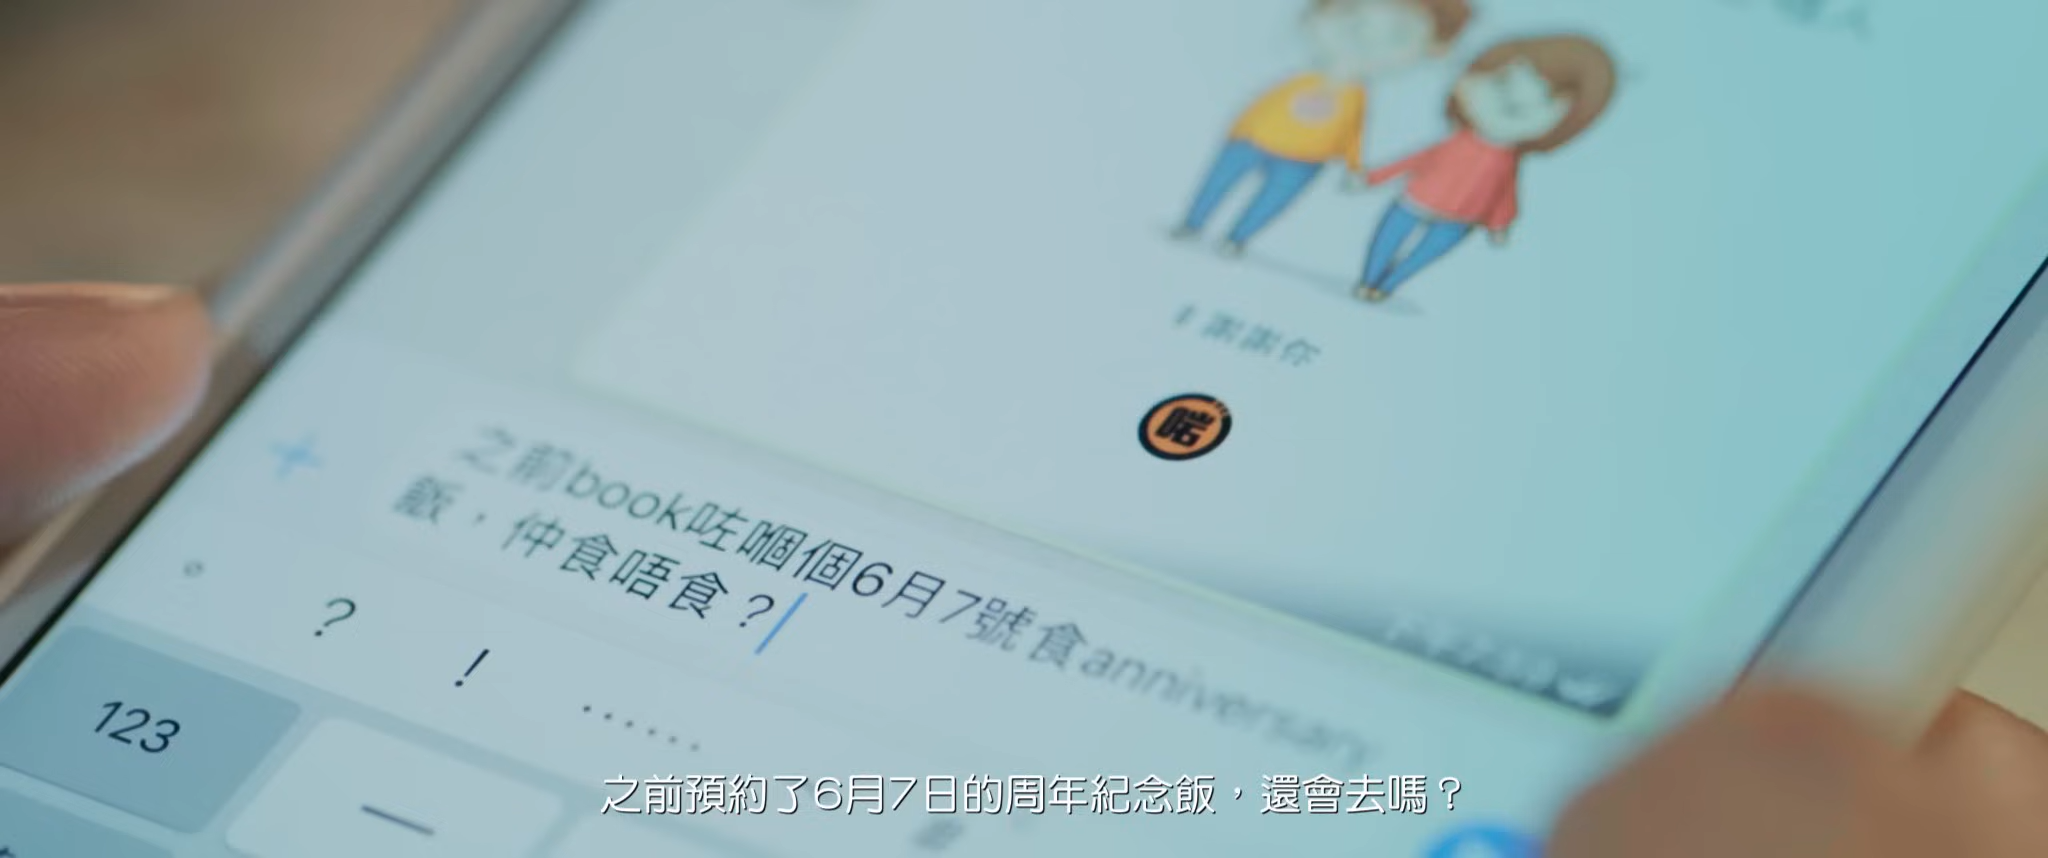 謝謝你
啱
之前book咗嗰個6月7號食anniversary
飯，仲食唔食？
。 ？ ！ ......
123
一
之前預約了6月7日的周年紀念飯，還會去嗎？